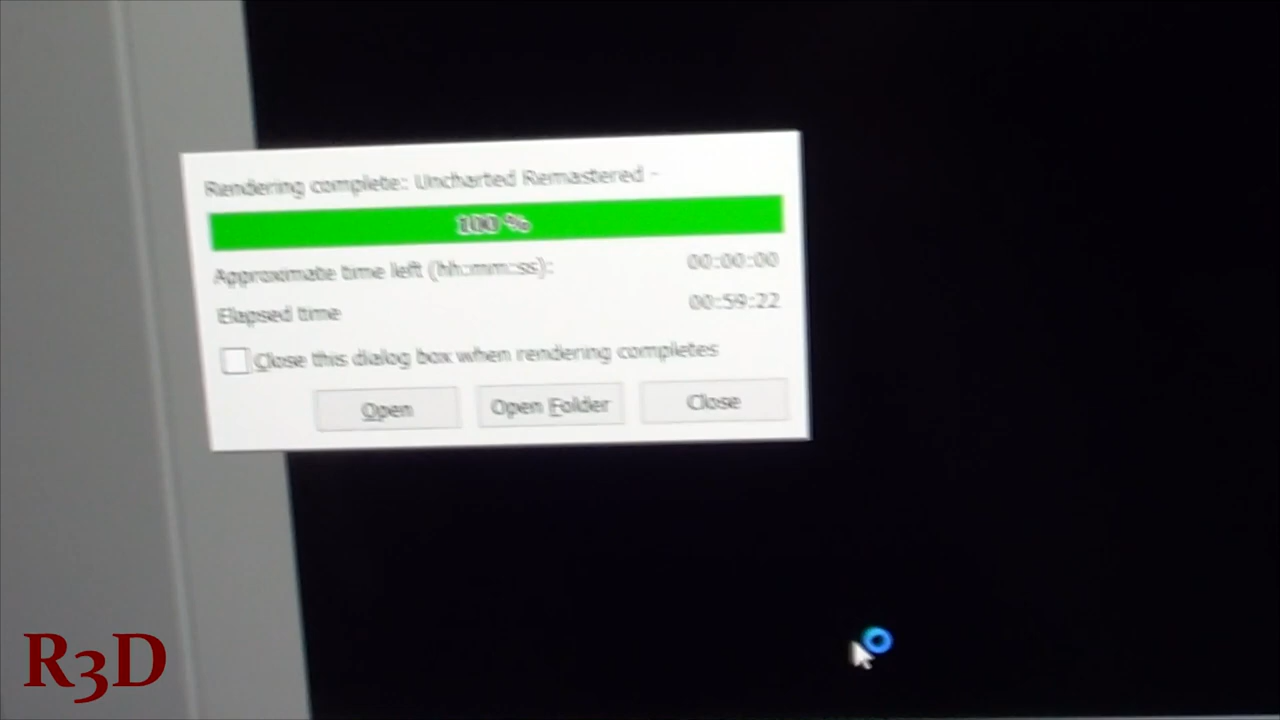 Rendering complete: Uncharted Remastered -
100 %
Approximate time left (hh:mm:ss):
00:00:00
Elapsed time
00:59:22
Close this dialog box when rendering completes
Open
Open Folder
Close
R3D